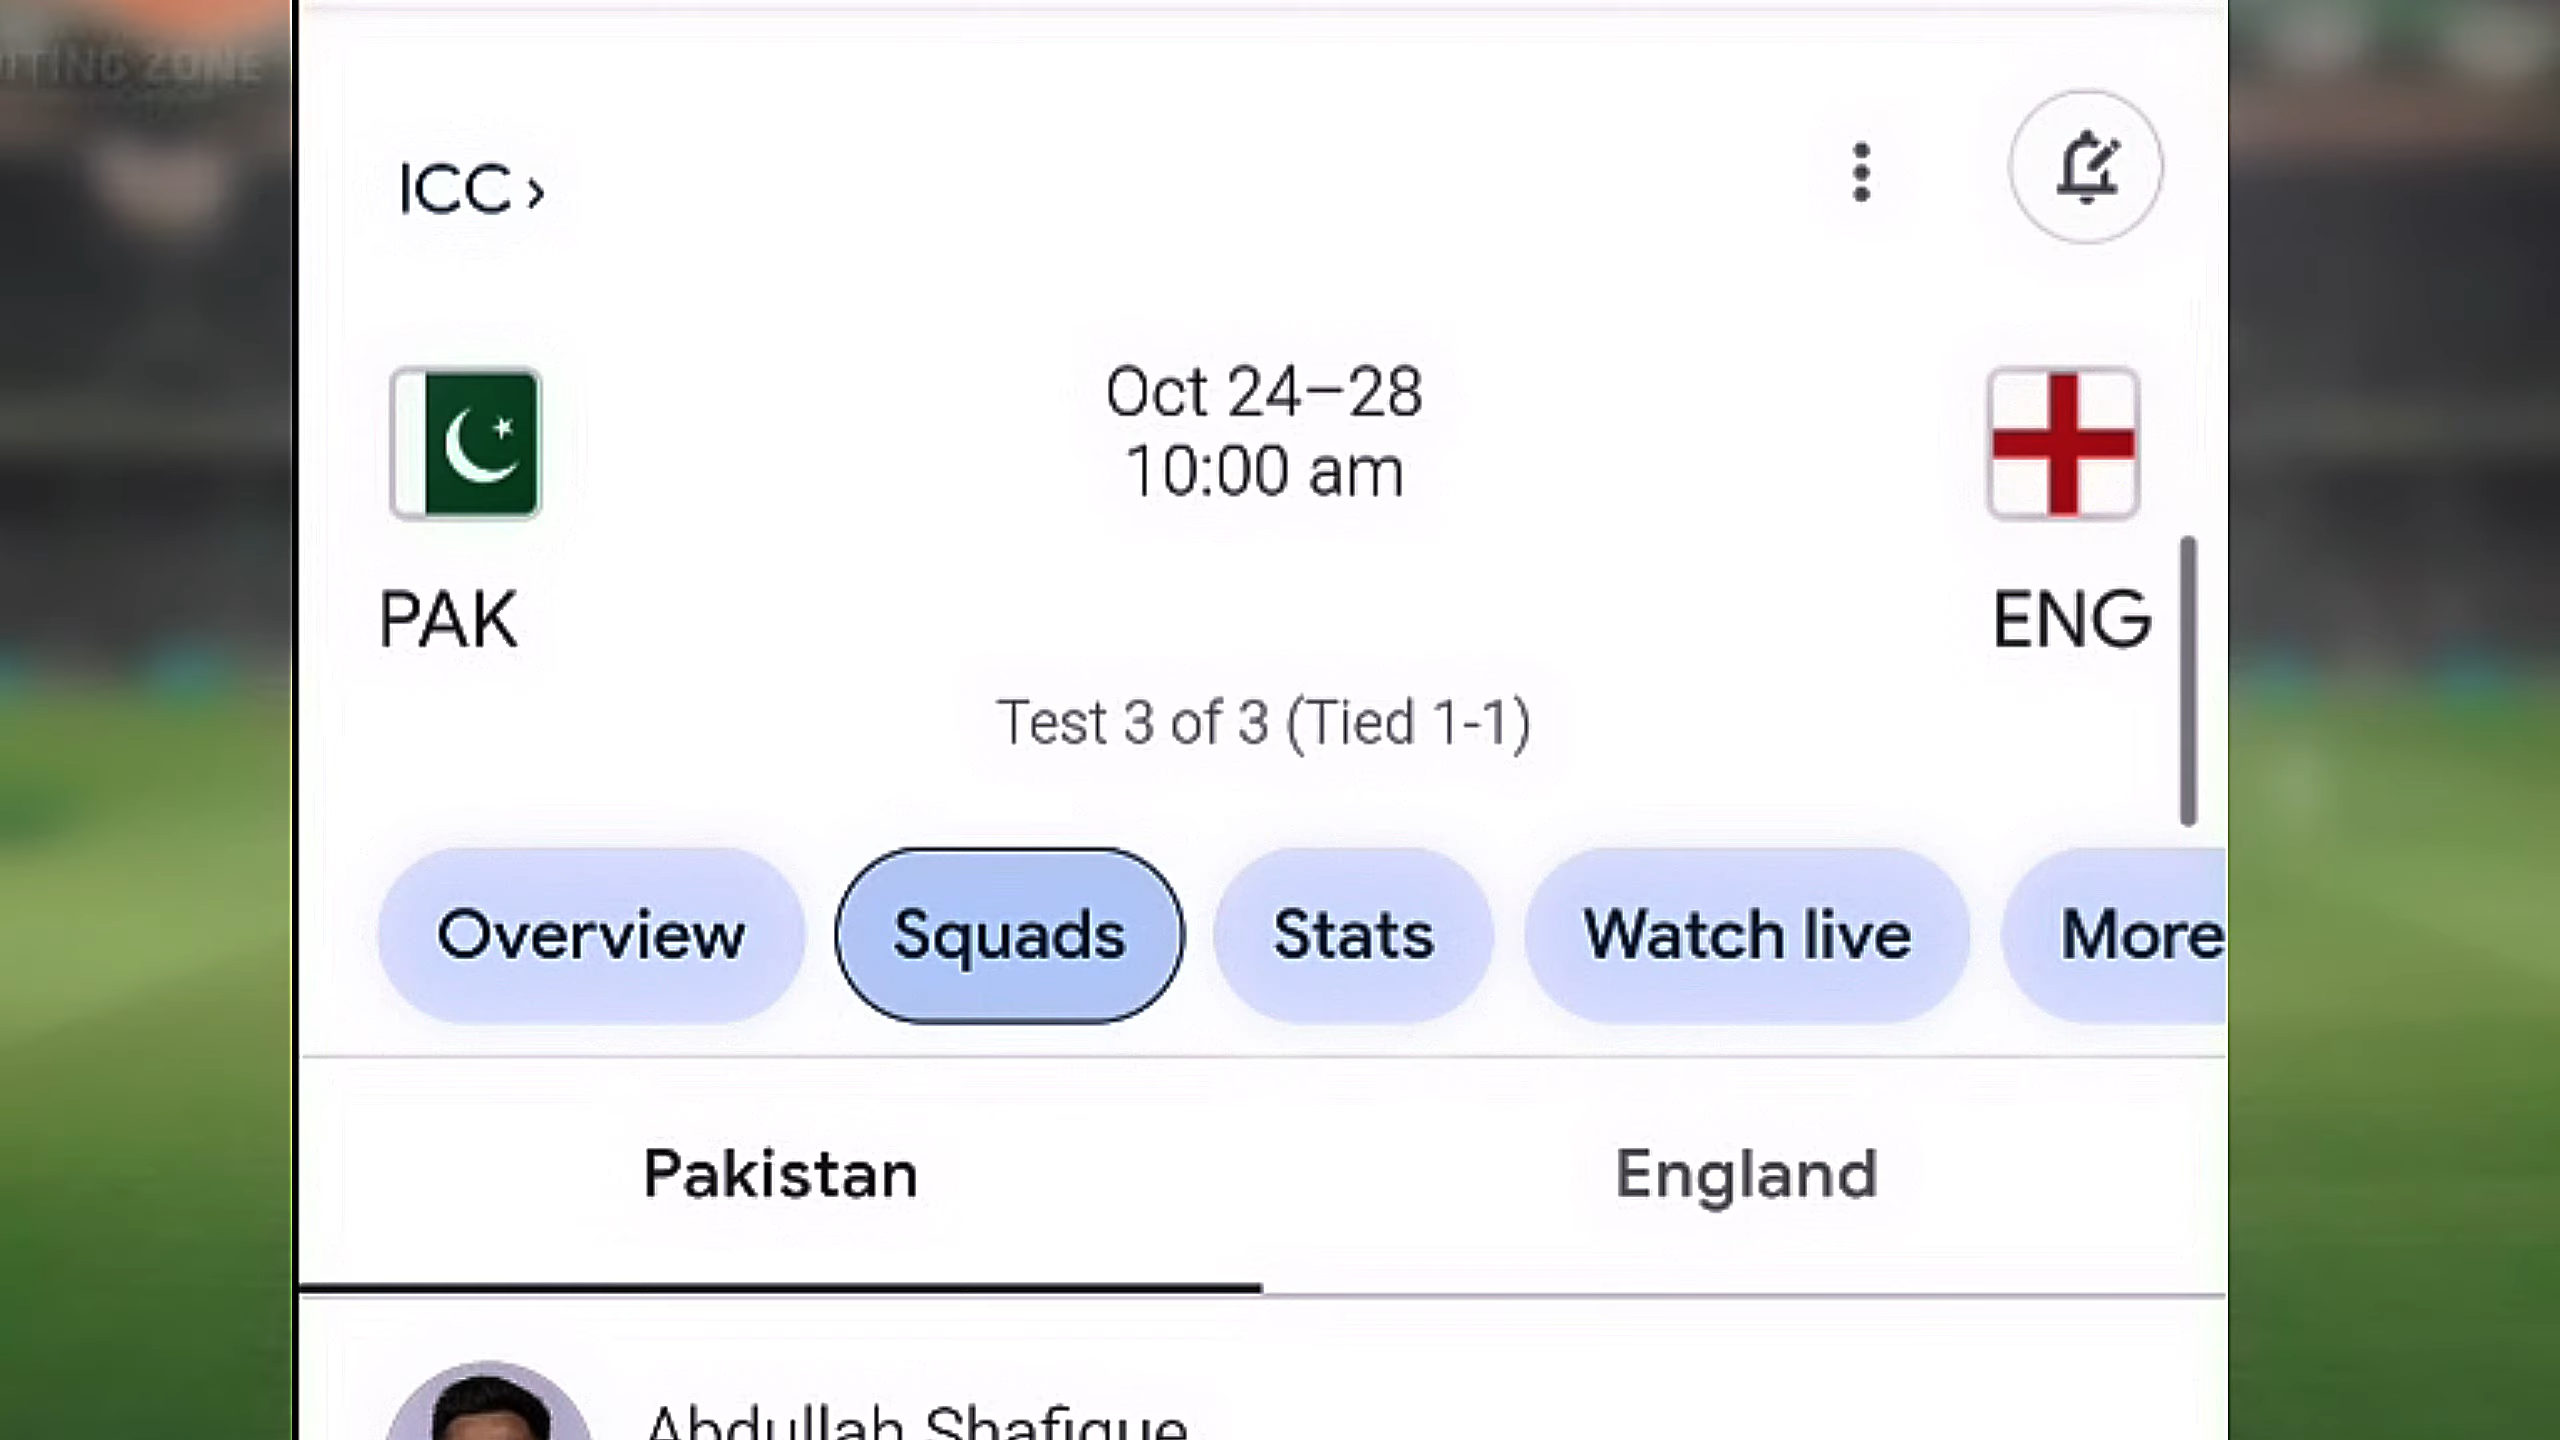 ICC ›
Oct 24–28
10:00 am
PAK
ENG
Test 3 of 3 (Tied 1-1)
Overview
Squads
Stats
Watch live
More
Pakistan
England
Abdullah Shafique
ZONE